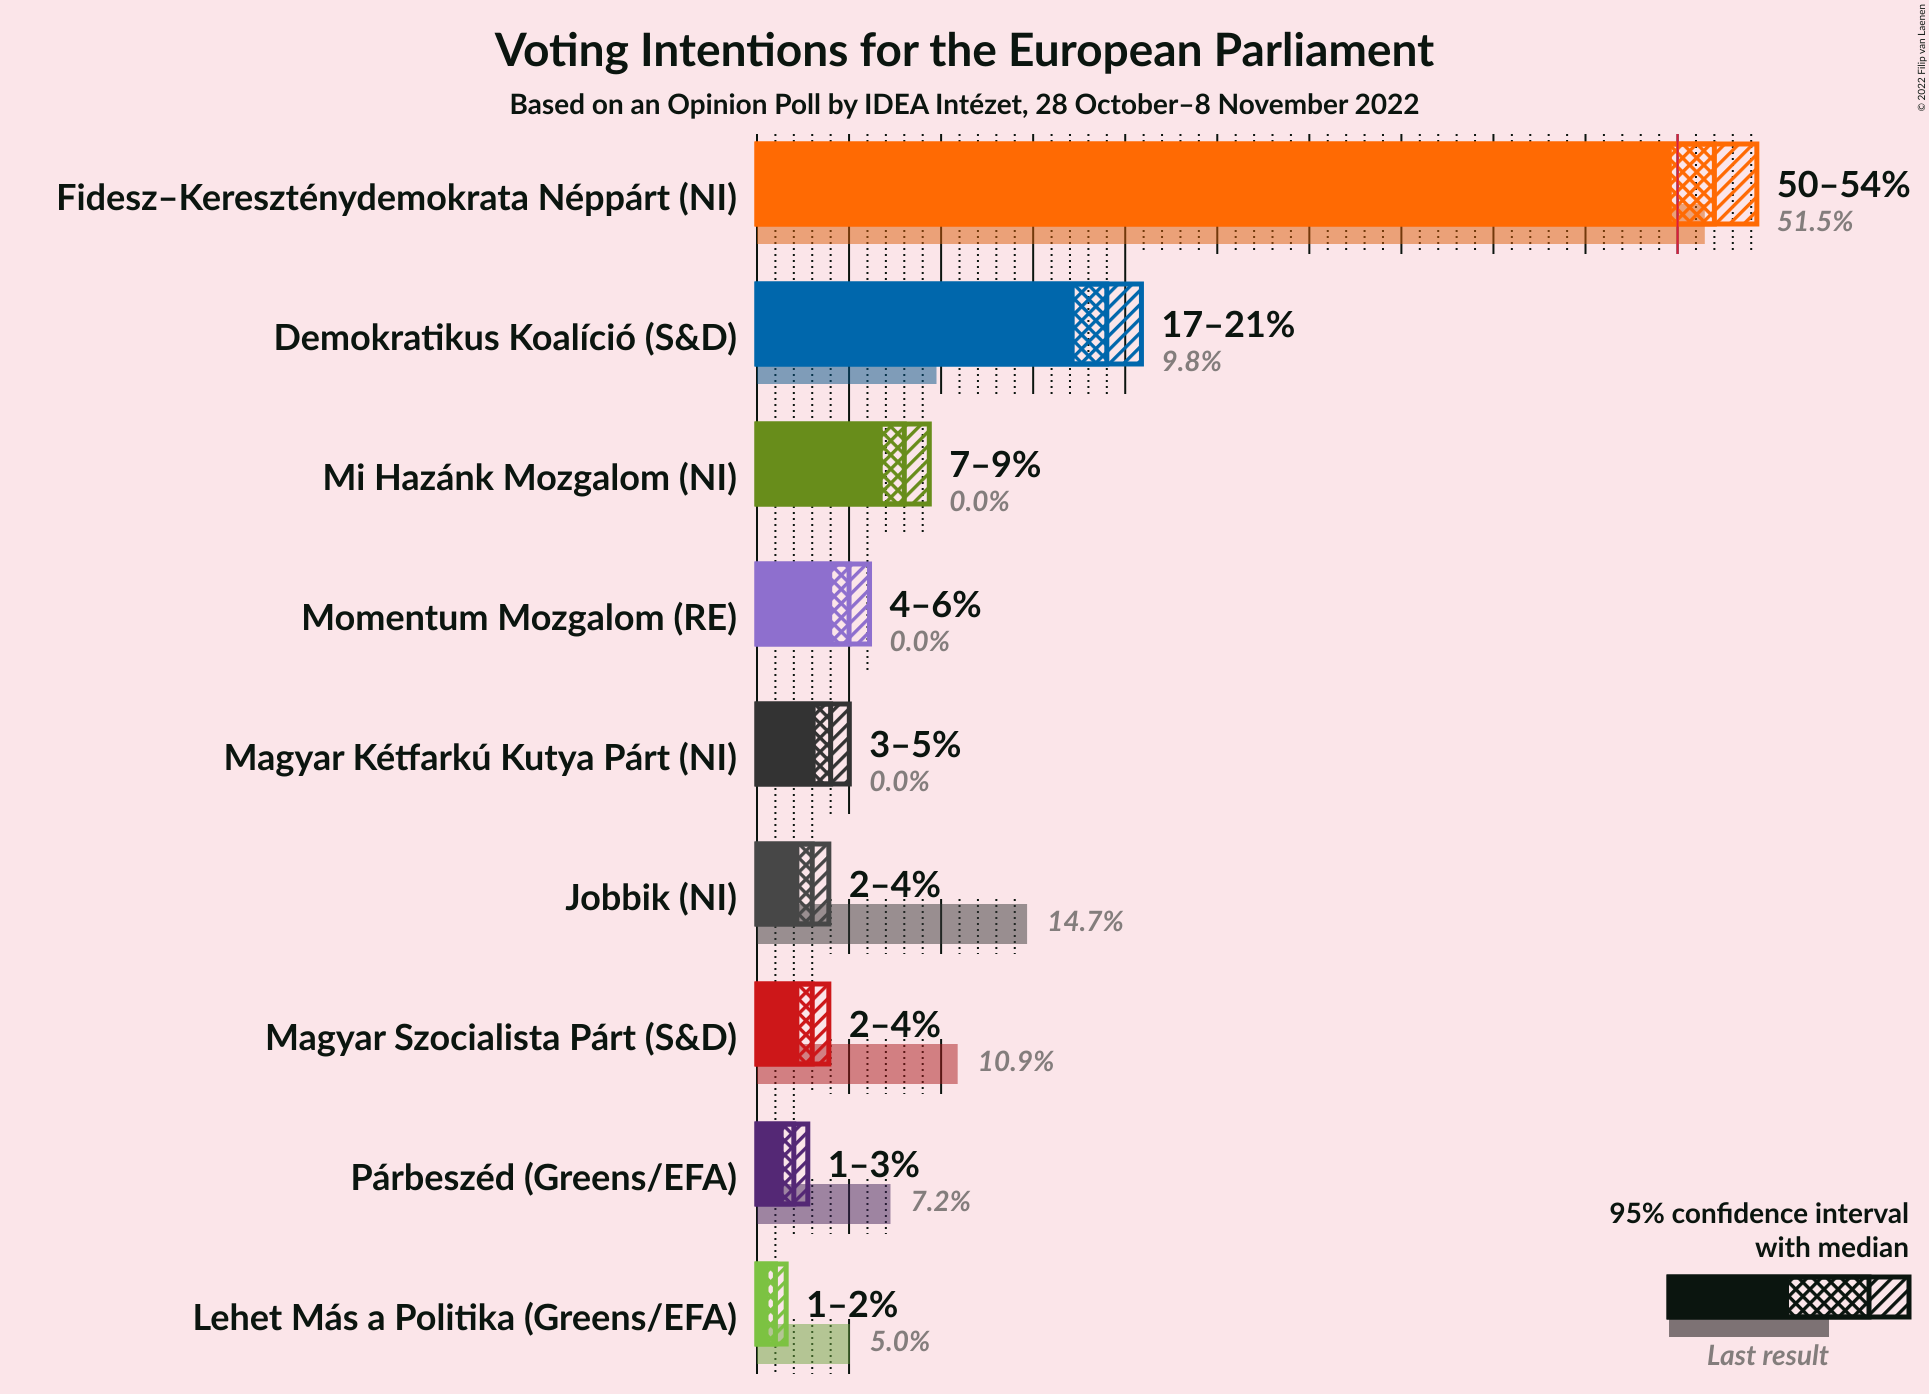 Voting Intentions for the European Parliament
Based on an Opinion Poll by IDEA Intézet, 28 October–8 November 2022
© 2022 Filip van Laenen
Fidesz–Kereszténydemokrata Néppárt (NI)
50–54%
51.5%
Demokratikus Koalíció (S&D)
17–21%
9.8%
Mi Hazánk Mozgalom (NI)
7–9%
0.0%
Momentum Mozgalom (RE)
4–6%
0.0%
Magyar Kétfarkú Kutya Párt (NI)
3–5%
0.0%
Jobbik (NI)
2–4%
14.7%
Magyar Szocialista Párt (S&D)
2–4%
10.9%
Párbeszéd (Greens/EFA)
1–3%
7.2%
Lehet Más a Politika (Greens/EFA)
1–2%
5.0%
95% confidence interval
with median
Last result